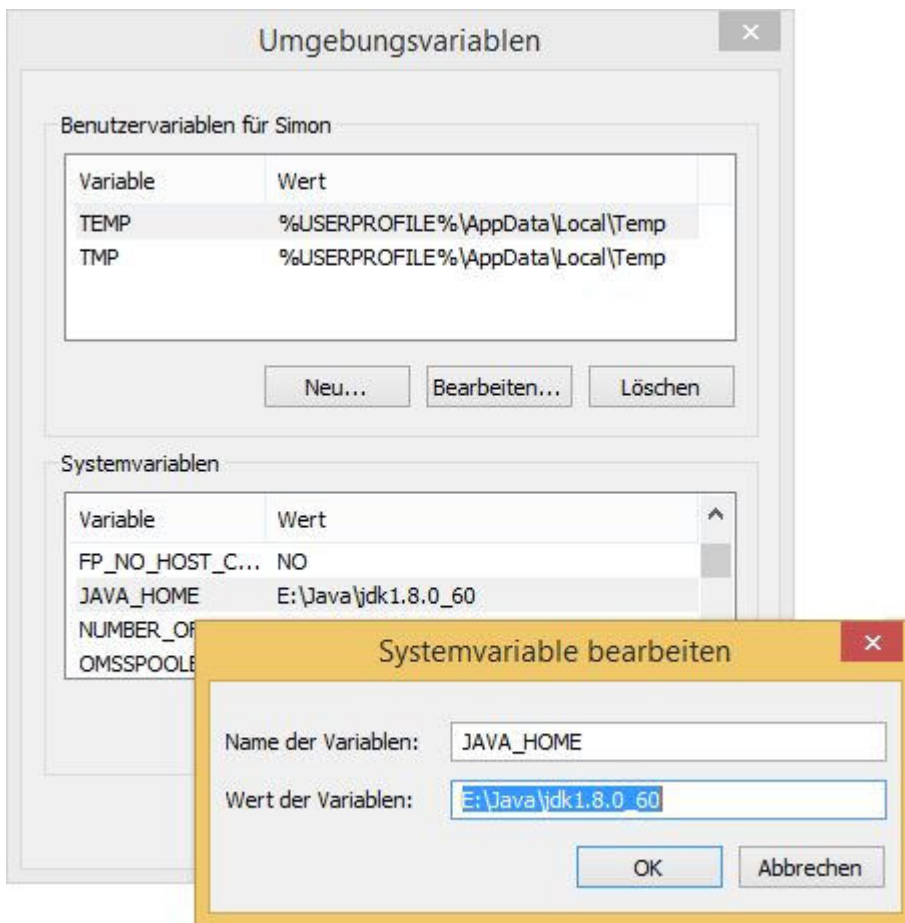 Umgebungsvariablen
Benutzervariablen für Simon
Variable Wert
TEMP %USERPROFILE%\AppData\Local\Temp
TMP %USERPROFILE%\AppData\Local\Temp
Neu... Bearbeiten... Löschen
Systemvariablen
Variable Wert
FP_NO_HOST_C... NO
JAVA_HOME E:\Java\jdk1.8.0_60
NUMBER_OF
OMSSPOOLE
Systemvariable bearbeiten
Name der Variablen: JAVA_HOME
Wert der Variablen: E:\Java\jdk1.8.0_60
OK Abbrechen